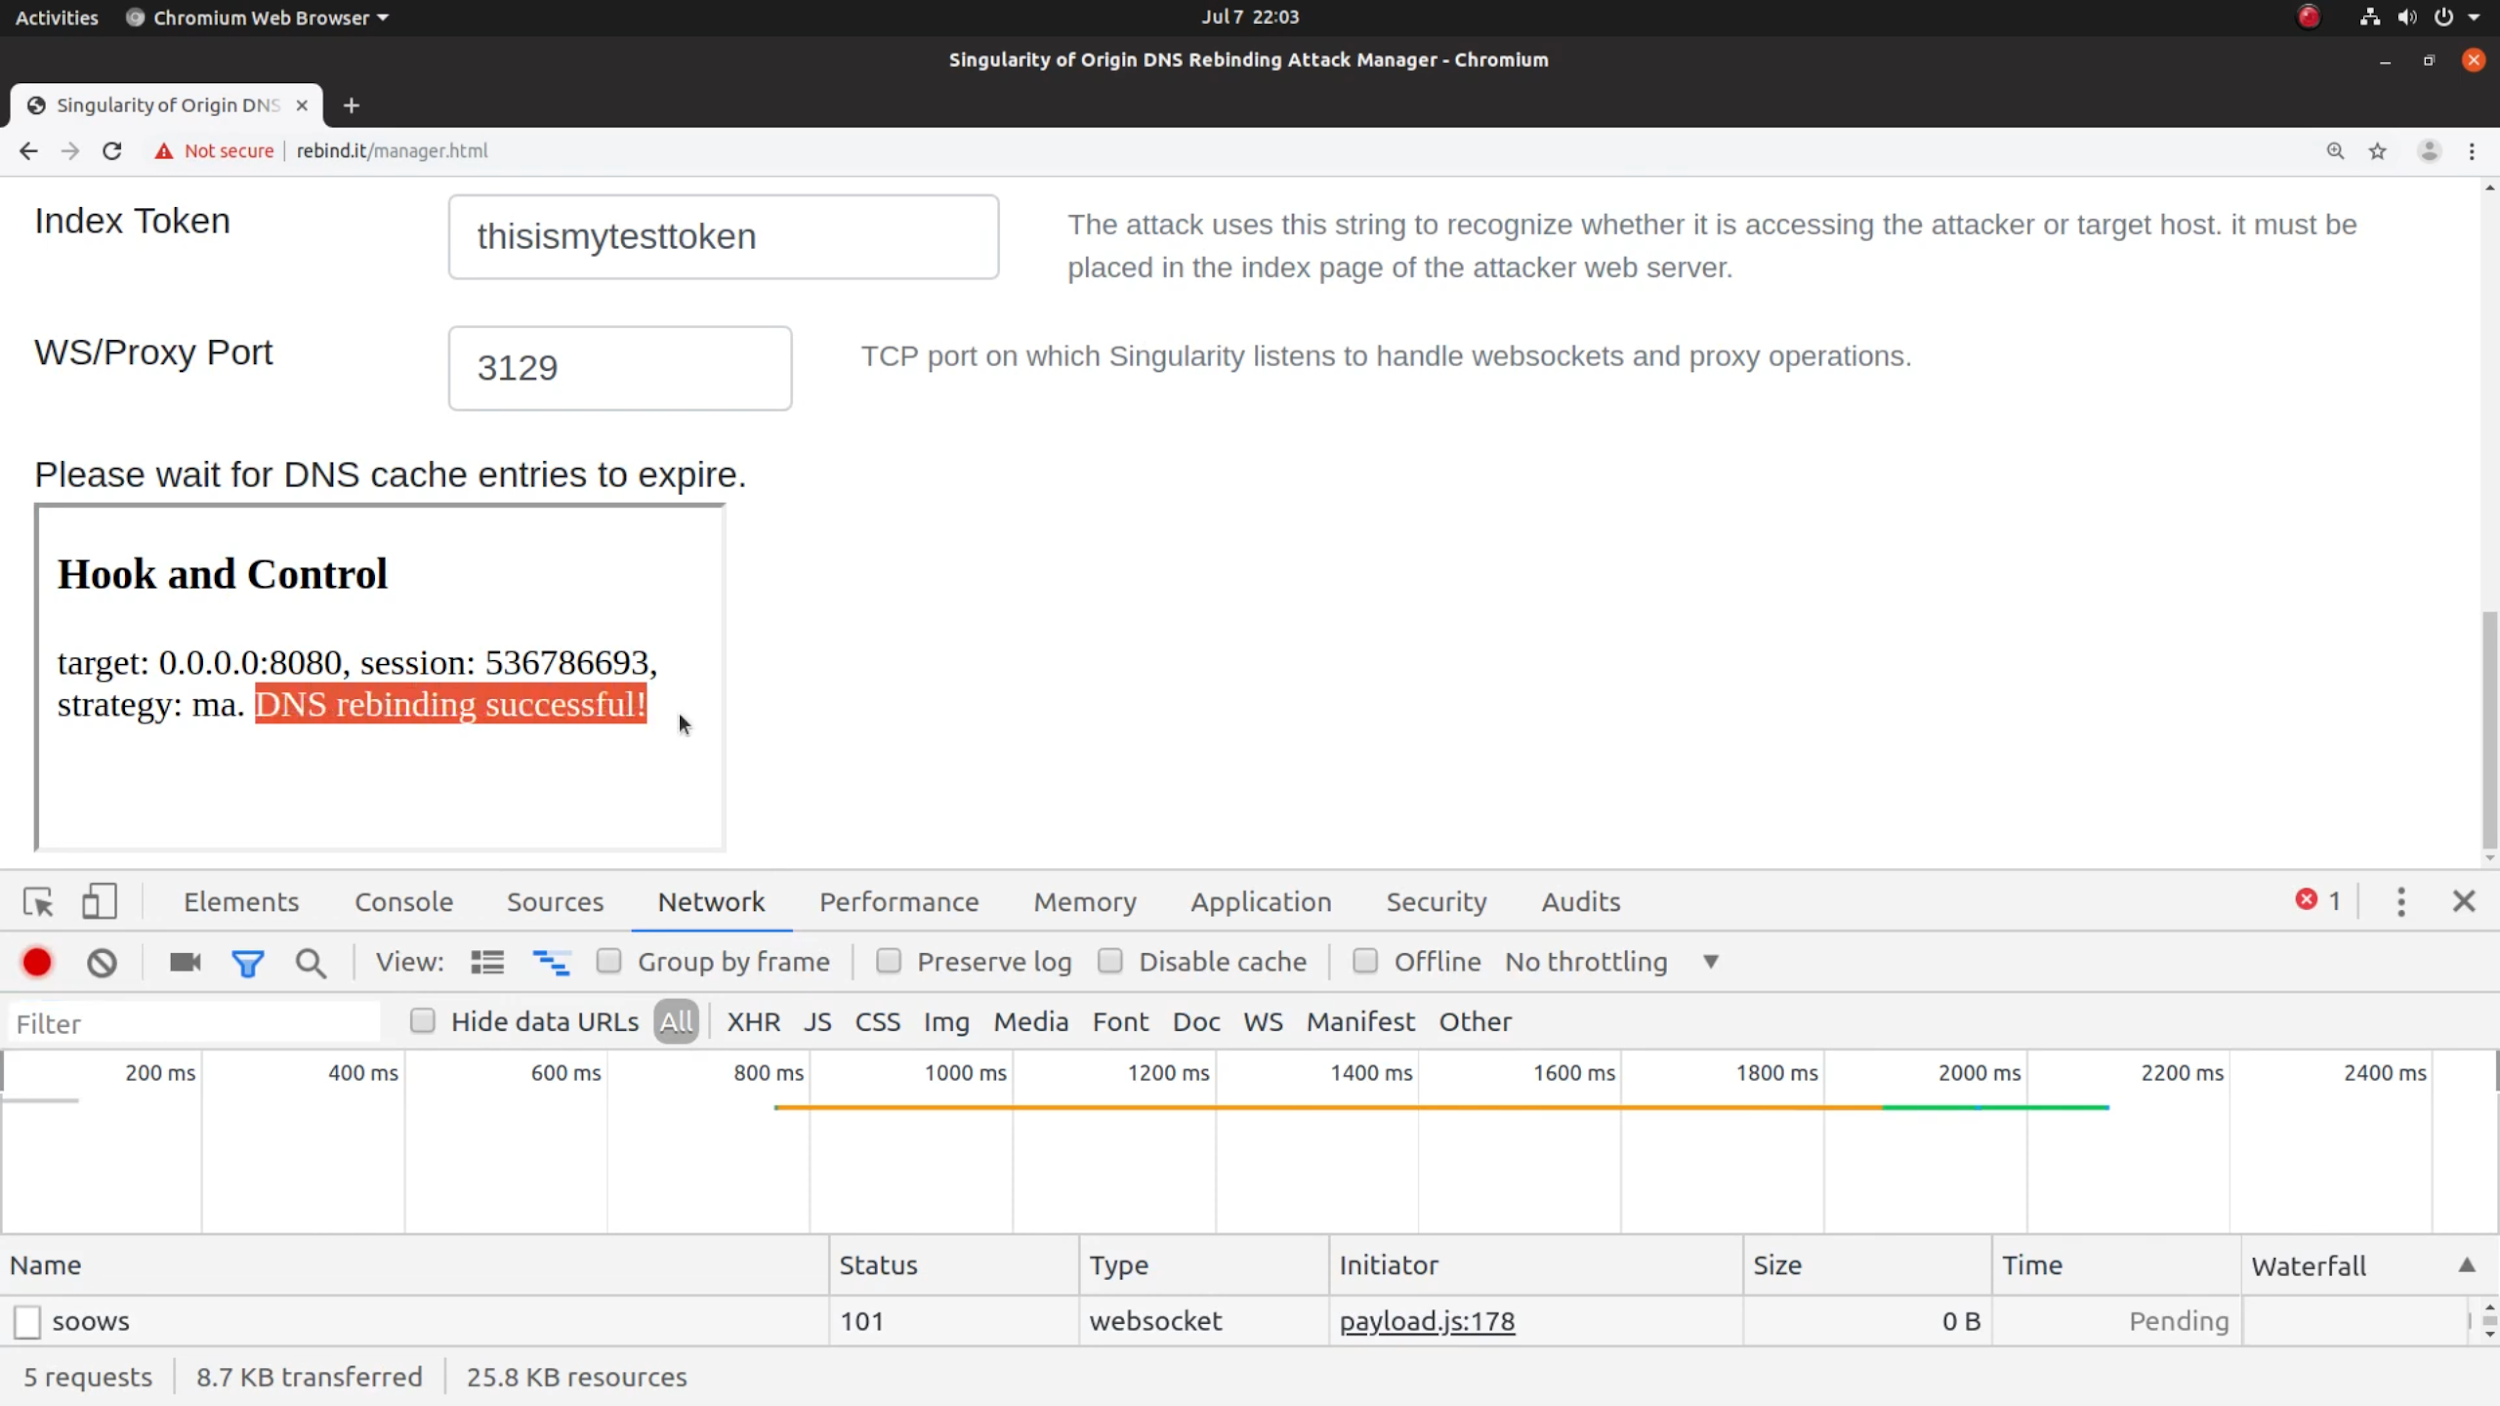 Activities Chromium Web Browser Jul 7 22:03
Singularity of Origin DNS Rebinding Attack Manager - Chromium
Singularity of Origin DNS
Not secure rebind.it/manager.html
Index Token thisismytesttoken The attack uses this string to recognize whether it is accessing the attacker or target host. it must be
placed in the index page of the attacker web server.
WS/Proxy Port 3129 TCP port on which Singularity listens to handle websockets and proxy operations.
Please wait for DNS cache entries to expire.
Hook and Control
target: 0.0.0.0:8080, session: 536786693,
strategy: ma. DNS rebinding successful!
Elements Console Sources Network Performance Memory Application Security Audits 1
View: Group by frame Preserve log Disable cache Offline No throttling
Filter Hide data URLs All XHR JS CSS Img Media Font Doc WS Manifest Other
200 ms 400 ms 600 ms 800 ms 1000 ms 1200 ms 1400 ms 1600 ms 1800 ms 2000 ms 2200 ms 2400 ms
Name Status Type Initiator Size Time Waterfall
soows 101 websocket payload.js:178 0 B Pending
5 requests 8.7 KB transferred 25.8 KB resources